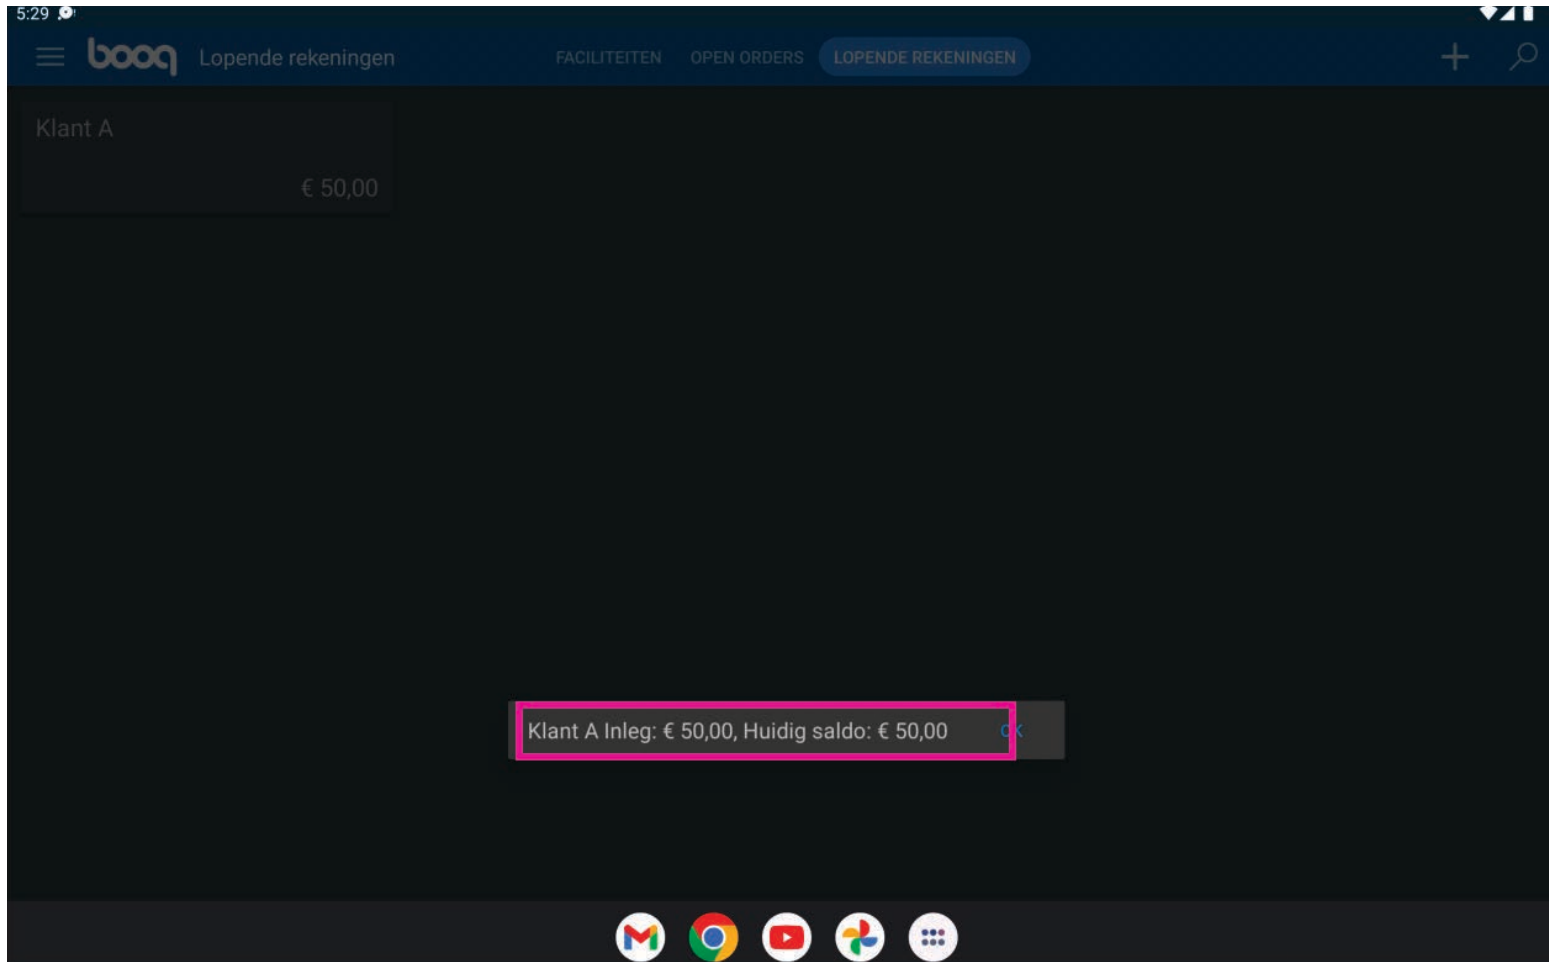 5:29
booq Lopende rekeningen FACILITEITEN OPEN ORDERS LOPENDE REKENINGEN
Klant A
€ 50,00
Klant A Inleg: € 50,00, Huidig saldo: € 50,00 OK